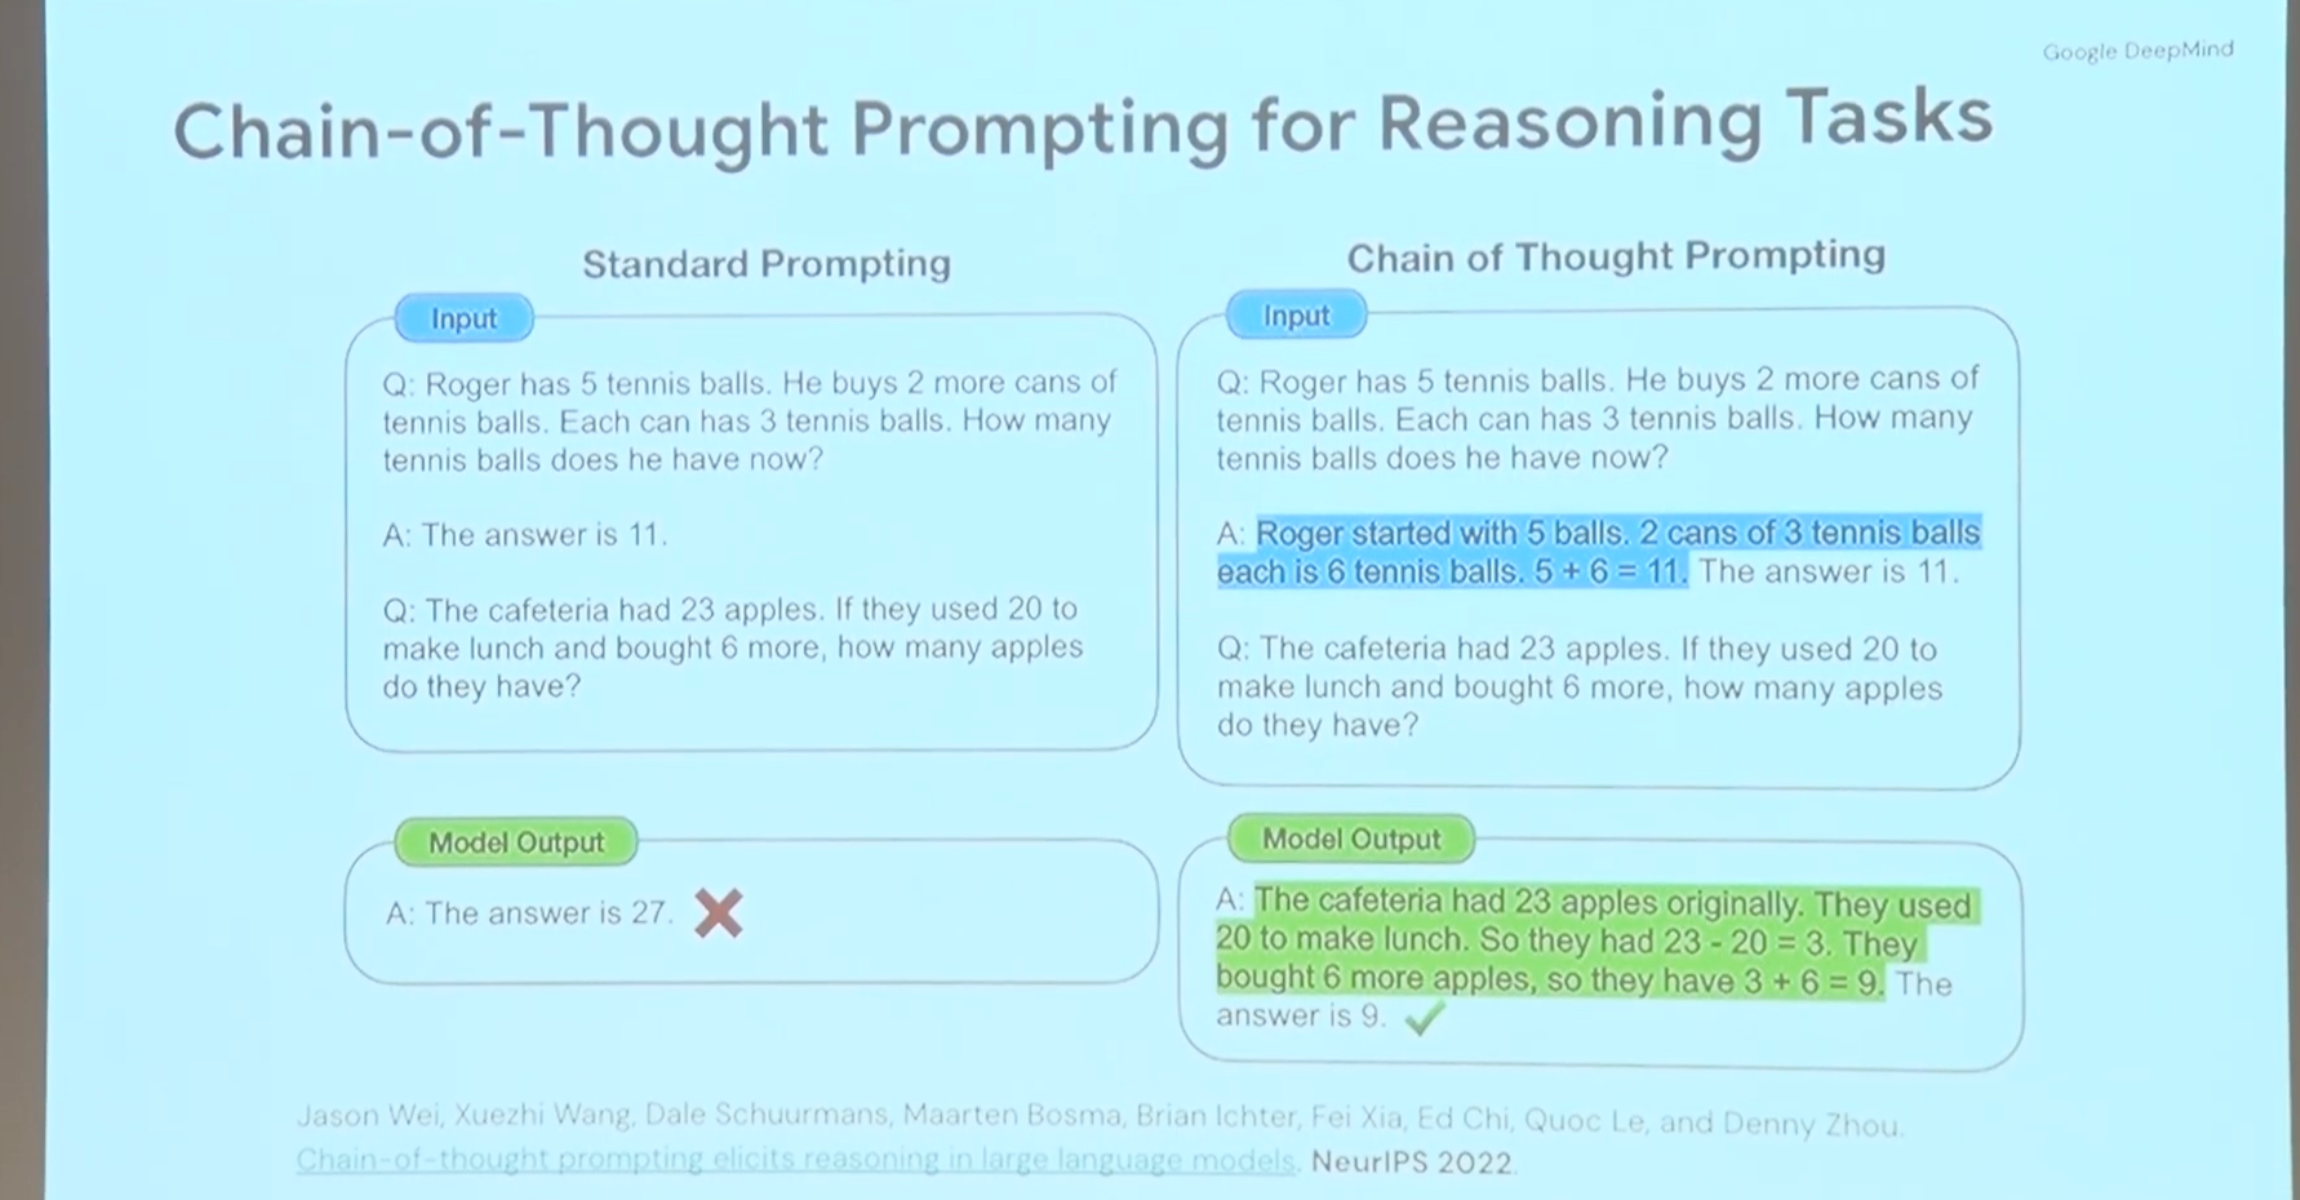 Google DeepMind
Chain-of-Thought Prompting for Reasoning Tasks
Standard Prompting
Input
Q: Roger has 5 tennis balls. He buys 2 more cans of
tennis balls. Each can has 3 tennis balls. How many
tennis balls does he have now?
A: The answer is 11.
Q: The cafeteria had 23 apples. If they used 20 to
make lunch and bought 6 more, how many apples
do they have?
Model Output
A: The answer is 27.
Chain of Thought Prompting
Input
Q: Roger has 5 tennis balls. He buys 2 more cans of
tennis balls. Each can has 3 tennis balls. How many
tennis balls does he have now?
A: Roger started with 5 balls. 2 cans of 3 tennis balls
each is 6 tennis balls. 5 + 6 = 11. The answer is 11.
Q: The cafeteria had 23 apples. If they used 20 to
make lunch and bought 6 more, how many apples
do they have?
Model Output
A: The cafeteria had 23 apples originally. They used
20 to make lunch. So they had 23 - 20 = 3. They
bought 6 more apples, so they have 3 + 6 = 9. The
answer is 9.
Jason Wei, Xuezhi Wang, Dale Schuurmans, Maarten Bosma, Brian Ichter, Fei Xia, Ed Chi, Quoc Le, and Denny Zhou.
Chain-of-thought prompting elicits reasoning in large language models. NeurIPS 2022.